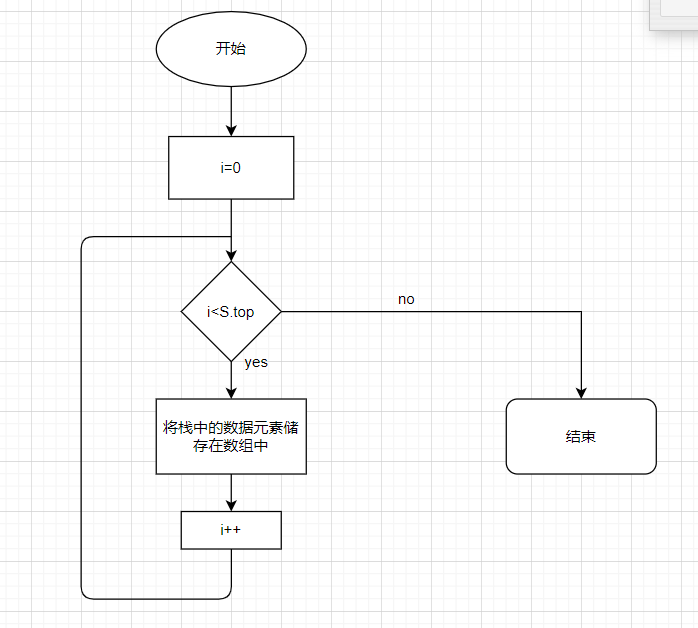 开始
i=0
i<S.top
no
yes
将栈中的数据元素储
存在数组中
结束
i++